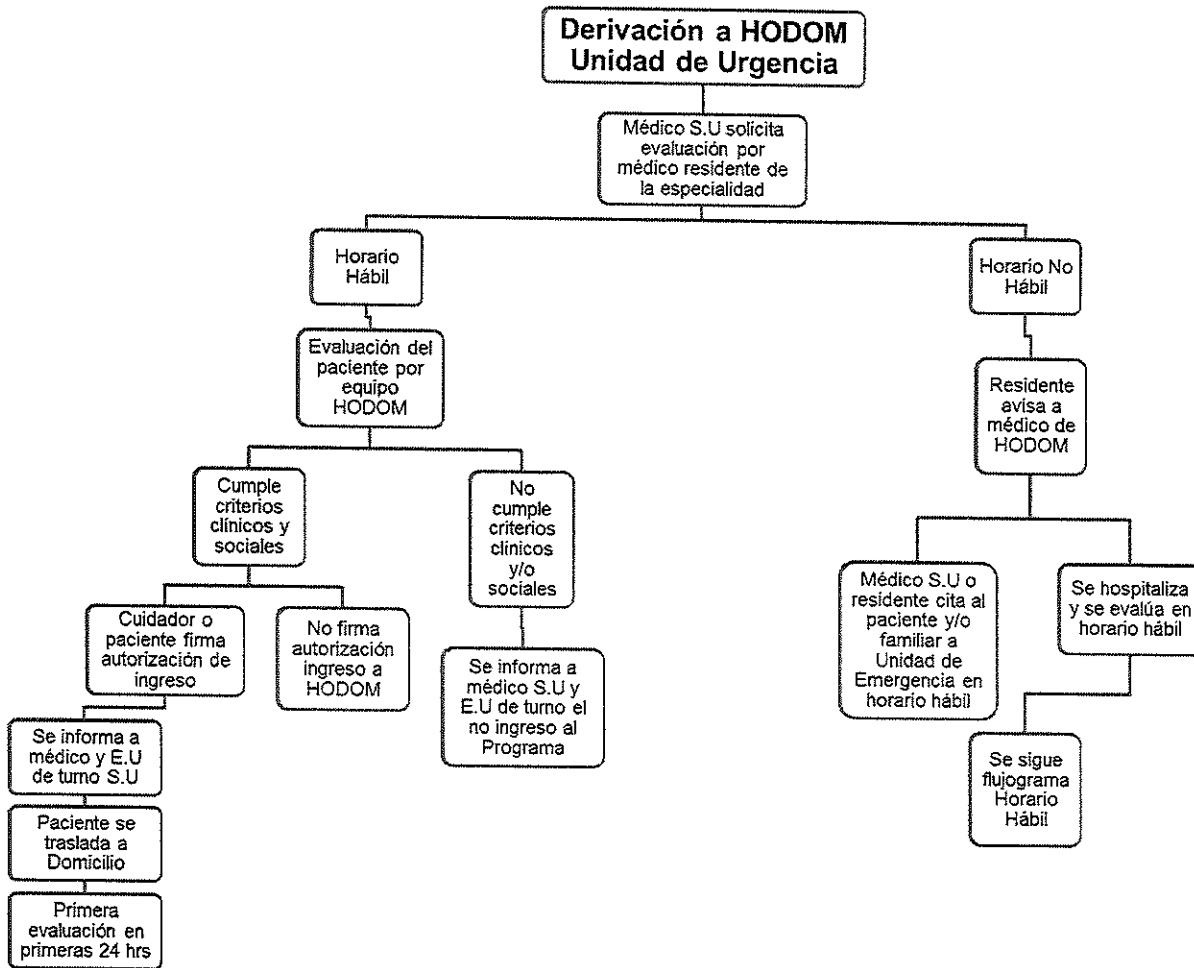 Derivación a HODOM
Unidad de Urgencia
Médico S.U solicita
evaluación por
médico residente de
la especialidad
Horario
Hábil
Evaluación del
paciente por
equipo
HODOM
Cumple
criterios
clínicos y
sociales
Cuidador o
paciente firma
autorización de
ingreso
Se informa a
médico y E.U
de turno S.U
Paciente se
traslada a
Domicilio
Primera
evaluación en
primeras 24 hrs
No firma
autorización
ingreso a
HODOM
No
cumple
criterios
clínicos
y/o
sociales
Se informa a
médico S.U y
E.U de turno el
no ingreso al
Programa
Horario No
Hábil
Residente
avisa a
médico de
HODOM
Médico S.U o
residente cita al
paciente y/o
familiar a
Unidad de
Emergencia en
horario hábil
Se hospitaliza
y se evalúa en
horario hábil
Se sigue
flujograma
Horario
Hábil